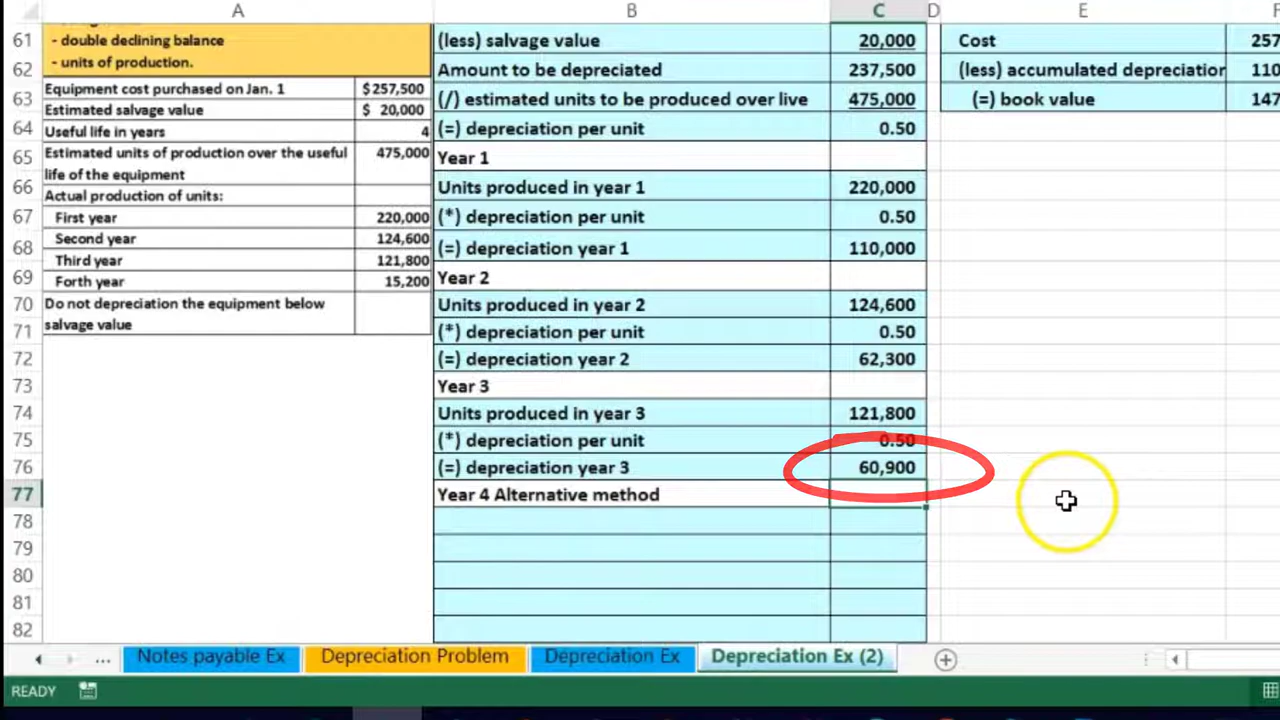 A B C D E
- double declining balance
- units of production.
Equipment cost purchased on Jan. 1 $257,500
Estimated salvage value $ 20,000
Useful life in years 4
Estimated units of production over the useful 475,000
life of the equipment
Actual production of units:
First year 220,000
Second year 124,600
Third year 121,800
Forth year 15,200
Do not depreciation the equipment below
salvage value
61 (less) salvage value 20,000
62 Amount to be depreciated 237,500
63 (/) estimated units to be produced over live 475,000
64 (=) depreciation per unit 0.50
65 Year 1
66 Units produced in year 1 220,000
67 (*) depreciation per unit 0.50
68 (=) depreciation year 1 110,000
69 Year 2
70 Units produced in year 2 124,600
71 (*) depreciation per unit 0.50
72 (=) depreciation year 2 62,300
73 Year 3
74 Units produced in year 3 121,800
75 (*) depreciation per unit 0.50
76 (=) depreciation year 3 60,900
77 Year 4 Alternative method
78
79
80
81
82
Cost 257
(less) accumulated depreciation 110
(=) book value 147
... Notes payable Ex Depreciation Problem Depreciation Ex Depreciation Ex (2)
READY